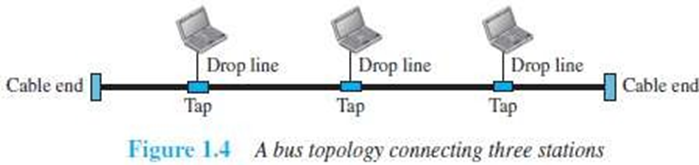 Drop line Drop line Drop line
Cable end Cable end
Tap Tap Tap
Figure 1.4 A bus topology connecting three stations